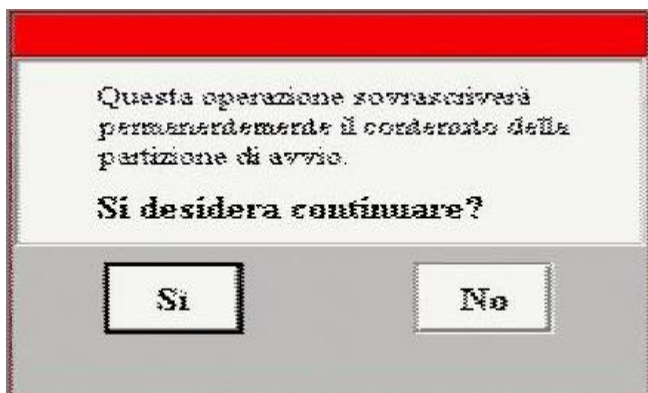 Questa operazione sovrascriverà
permanentemente il contenuto della
partizione di avvio.
Si desidera continuare?
Sì
No